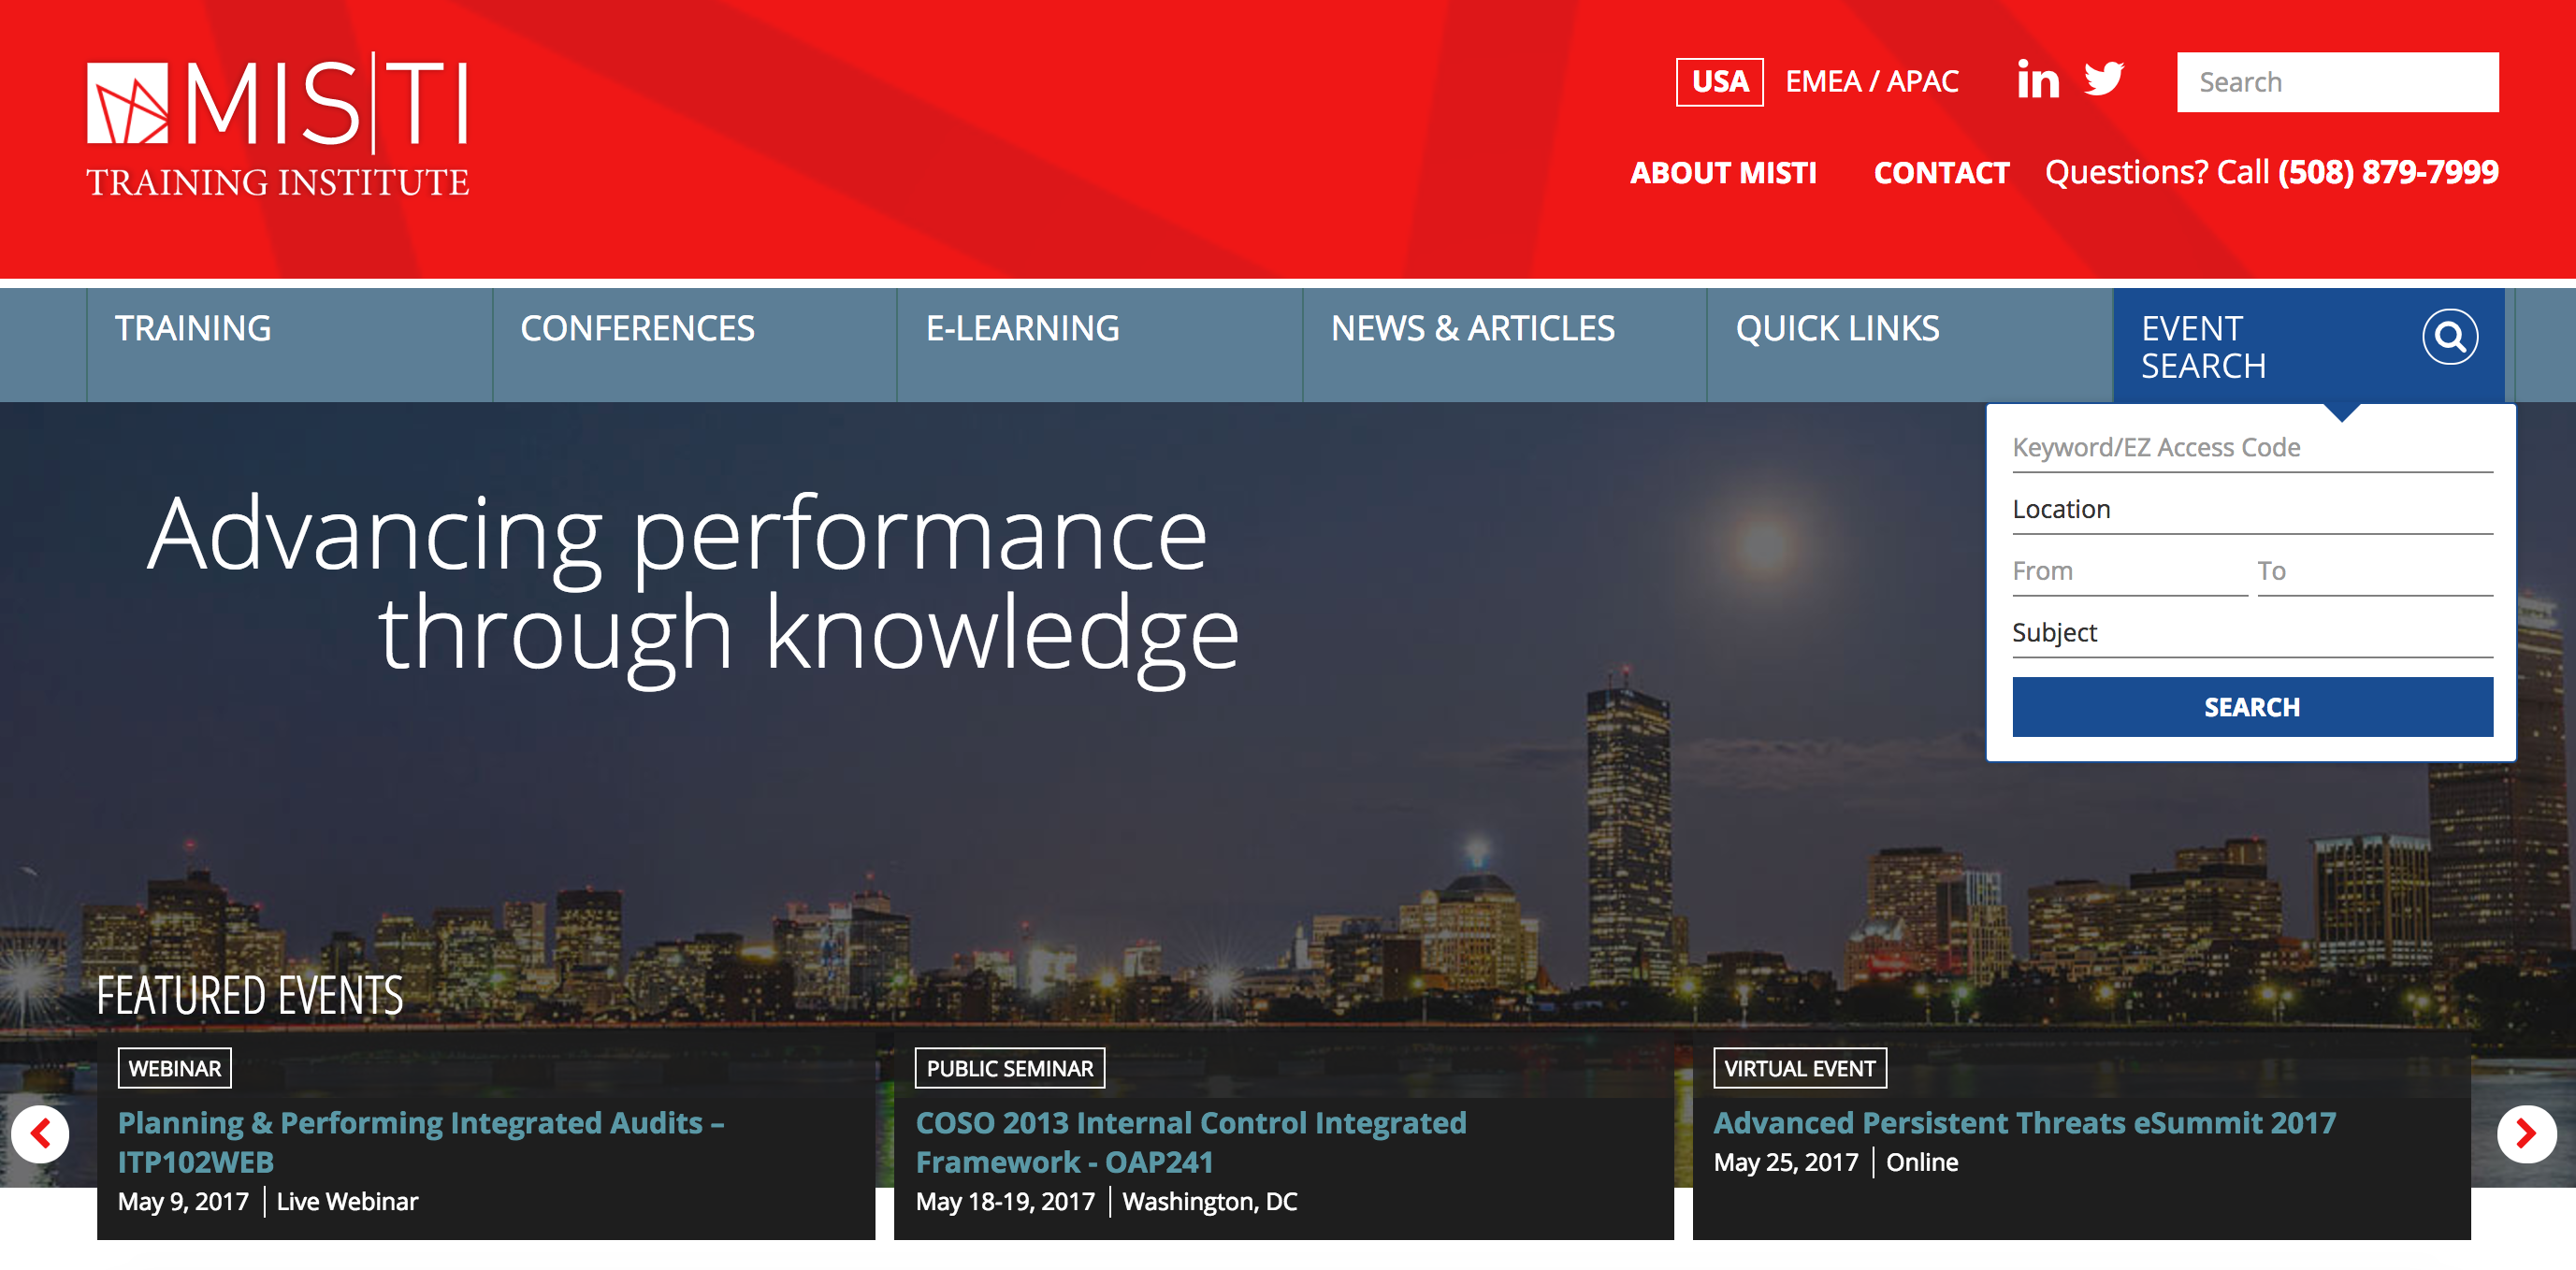 MIS|TI
TRAINING INSTITUTE
USA EMEA / APAC in Search
ABOUT MISTI CONTACT Questions? Call (508) 879-7999
TRAINING CONFERENCES E-LEARNING NEWS & ARTICLES QUICK LINKS EVENT
SEARCH
Keyword/EZ Access Code
Location
From To
Subject
SEARCH
Advancing performance
through knowledge
FEATURED EVENTS
WEBINAR
Planning & Performing Integrated Audits –
ITP102WEB
May 9, 2017 | Live Webinar
PUBLIC SEMINAR
COSO 2013 Internal Control Integrated
Framework - OAP241
May 18-19, 2017 | Washington, DC
VIRTUAL EVENT
Advanced Persistent Threats eSummit 2017
May 25, 2017 | Online